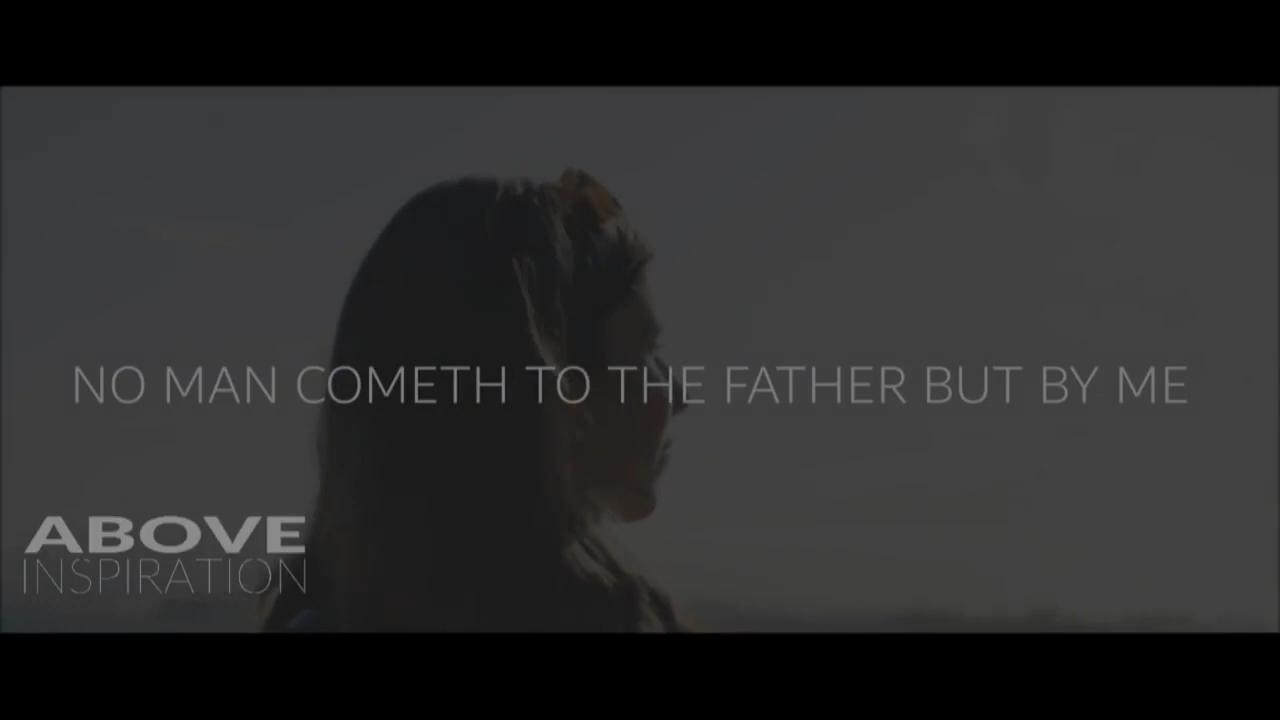 NO MAN COMETH TO THE FATHER BUT BY ME
ABOVE
INSPIRATION